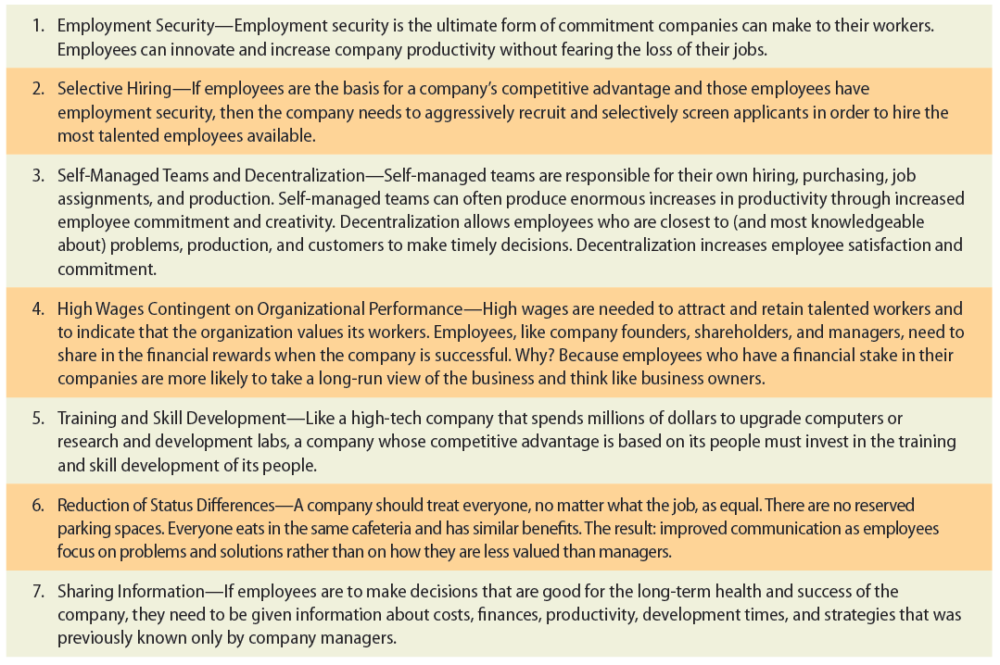 1. Employment Security—Employment security is the ultimate form of commitment companies can make to their workers.
Employees can innovate and increase company productivity without fearing the loss of their jobs.
2. Selective Hiring—If employees are the basis for a company’s competitive advantage and those employees have
employment security, then the company needs to aggressively recruit and selectively screen applicants in order to hire the
most talented employees available.
3. Self-Managed Teams and Decentralization—Self-managed teams are responsible for their own hiring, purchasing, job
assignments, and production. Self-managed teams can often produce enormous increases in productivity through increased
employee commitment and creativity. Decentralization allows employees who are closest to (and most knowledgeable
about) problems, production, and customers to make timely decisions. Decentralization increases employee satisfaction and
commitment.
4. High Wages Contingent on Organizational Performance—High wages are needed to attract and retain talented workers and
to indicate that the organization values its workers. Employees, like company founders, shareholders, and managers, need to
share in the financial rewards when the company is successful. Why? Because employees who have a financial stake in their
companies are more likely to take a long-run view of the business and think like business owners.
5. Training and Skill Development—Like a high-tech company that spends millions of dollars to upgrade computers or
research and development labs, a company whose competitive advantage is based on its people must invest in the training
and skill development of its people.
6. Reduction of Status Differences—A company should treat everyone, no matter what the job, as equal. There are no reserved
parking spaces. Everyone eats in the same cafeteria and has similar benefits. The result: improved communication as employees
focus on problems and solutions rather than on how they are less valued than managers.
7. Sharing Information—If employees are to make decisions that are good for the long-term health and success of the
company, they need to be given information about costs, finances, productivity, development times, and strategies that was
previously known only by company managers.